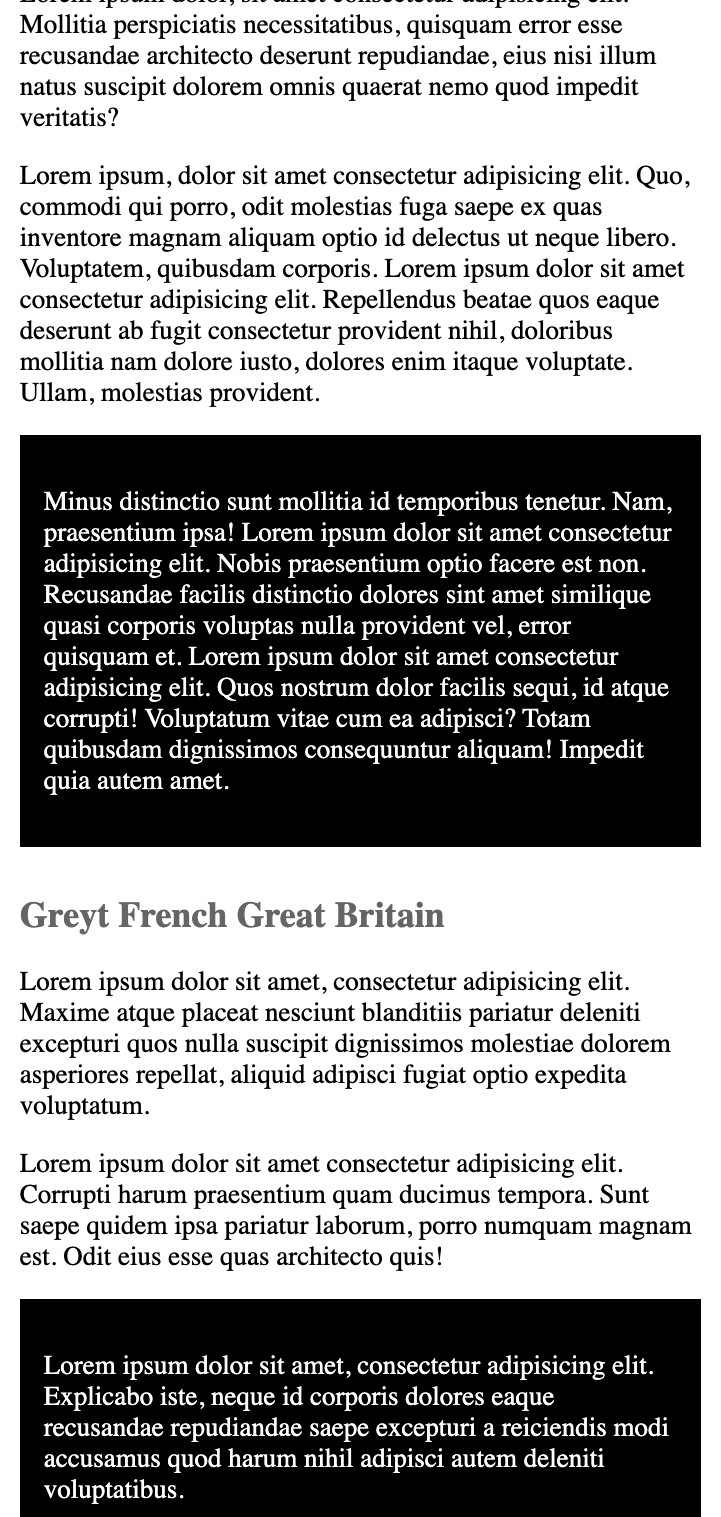 Lorem ipsum dolor, sit amet consectetur adipisicing elit.
Mollitia perspiciatis necessitatibus, quisquam error esse
recusandae architecto deserunt repudiandae, eius nisi illum
natus suscipit dolorem omnis quaerat nemo quod impedit
veritatis?
Lorem ipsum, dolor sit amet consectetur adipisicing elit. Quo,
commodi qui porro, odit molestias fuga saepe ex quas
inventore magnam aliquam optio id delectus ut neque libero.
Voluptatem, quibusdam corporis. Lorem ipsum dolor sit amet
consectetur adipisicing elit. Repellendus beatae quos eaque
deserunt ab fugit consectetur provident nihil, doloribus
mollitia nam dolore iusto, dolores enim itaque voluptate.
Ullam, molestias provident.
Minus distinctio sunt mollitia id temporibus tenetur. Nam,
praesentium ipsa! Lorem ipsum dolor sit amet consectetur
adipisicing elit. Nobis praesentium optio facere est non.
Recusandae facilis distinctio dolores sint amet similique
quasi corporis voluptas nulla provident vel, error
quisquam et. Lorem ipsum dolor sit amet consectetur
adipisicing elit. Quos nostrum dolor facilis sequi, id atque
corrupti! Voluptatum vitae cum ea adipisci? Totam
quibusdam dignissimos consequuntur aliquam! Impedit
quia autem amet.
Greyt French Great Britain
Lorem ipsum dolor sit amet, consectetur adipisicing elit.
Maxime atque placeat nesciunt blanditiis pariatur deleniti
excepturi quos nulla suscipit dignissimos molestiae dolorem
asperiores repellat, aliquid adipisci fugiat optio expedita
voluptatum.
Lorem ipsum dolor sit amet consectetur adipisicing elit.
Corrupti harum praesentium quam ducimus tempora. Sunt
saepe quidem ipsa pariatur laborum, porro numquam magnam
est. Odit eius esse quas architecto quis!
Lorem ipsum dolor sit amet, consectetur adipisicing elit.
Explicabo iste, neque id corporis dolores eaque
recusandae repudiandae saepe excepturi a reiciendis modi
accusamus quod harum nihil adipisci autem deleniti
voluptatibus.